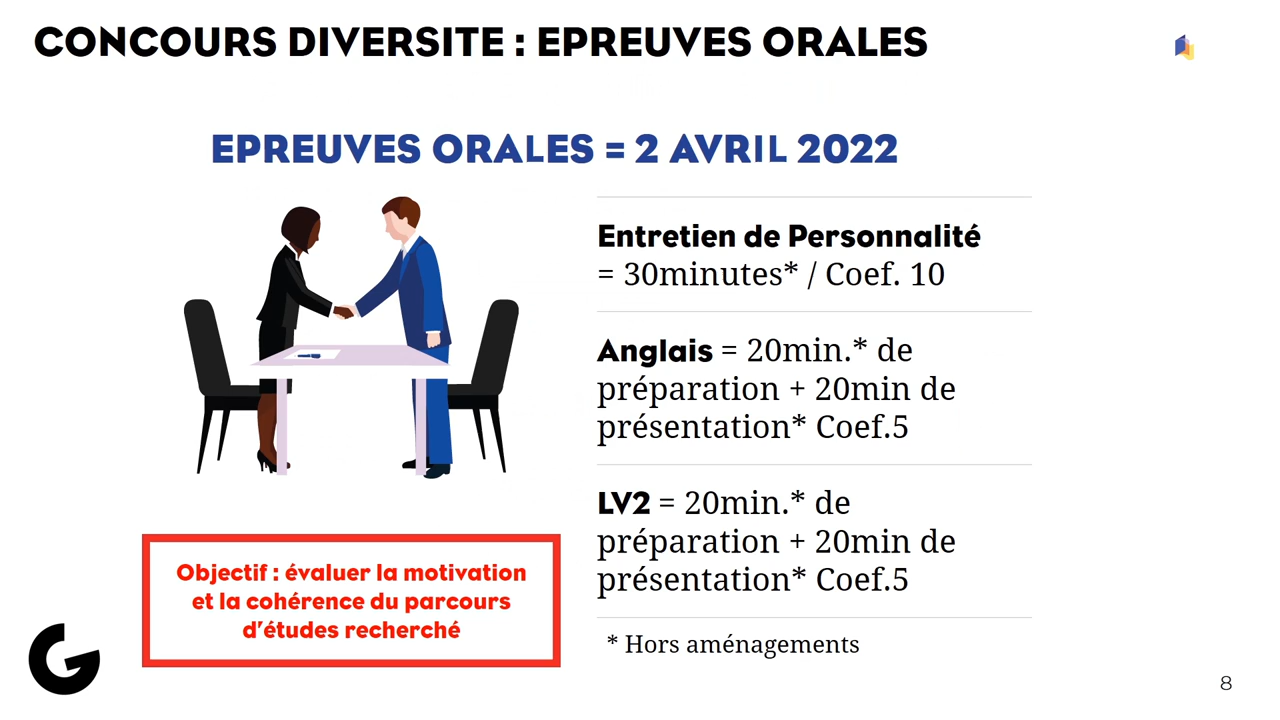 CONCOURS DIVERSITE : EPREUVES ORALES
EPREUVES ORALES = 2 AVRIL 2022
Entretien de Personnalité
= 30minutes* / Coef. 10
Anglais = 20min.* de
préparation + 20min de
présentation* Coef.5
LV2 = 20min.* de
préparation + 20min de
présentation* Coef.5
* Hors aménagements
Objectif : évaluer la motivation
et la cohérence du parcours
d'études recherché
G
8